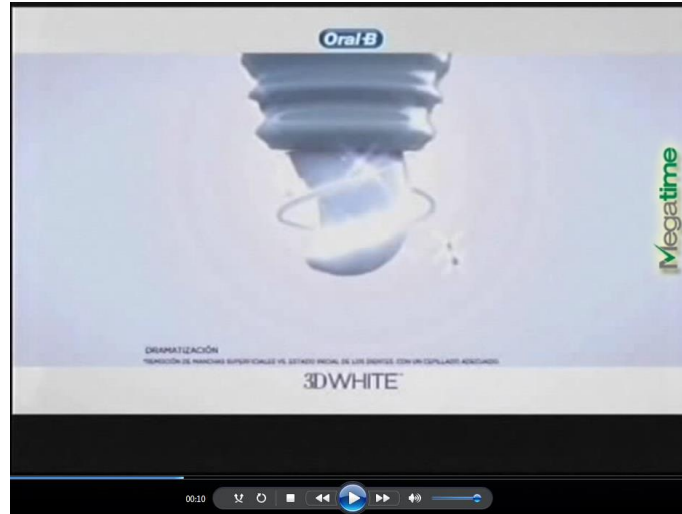 Oral-B
Megatime
DRAMATIZACIÓN
*REMOCIÓN DE MANCHAS SUPERFICIALES VS. ESTADO INICIAL DE LOS DIENTES. CON UN CEPILLADO ADECUADO.
3D WHITE™
00:10